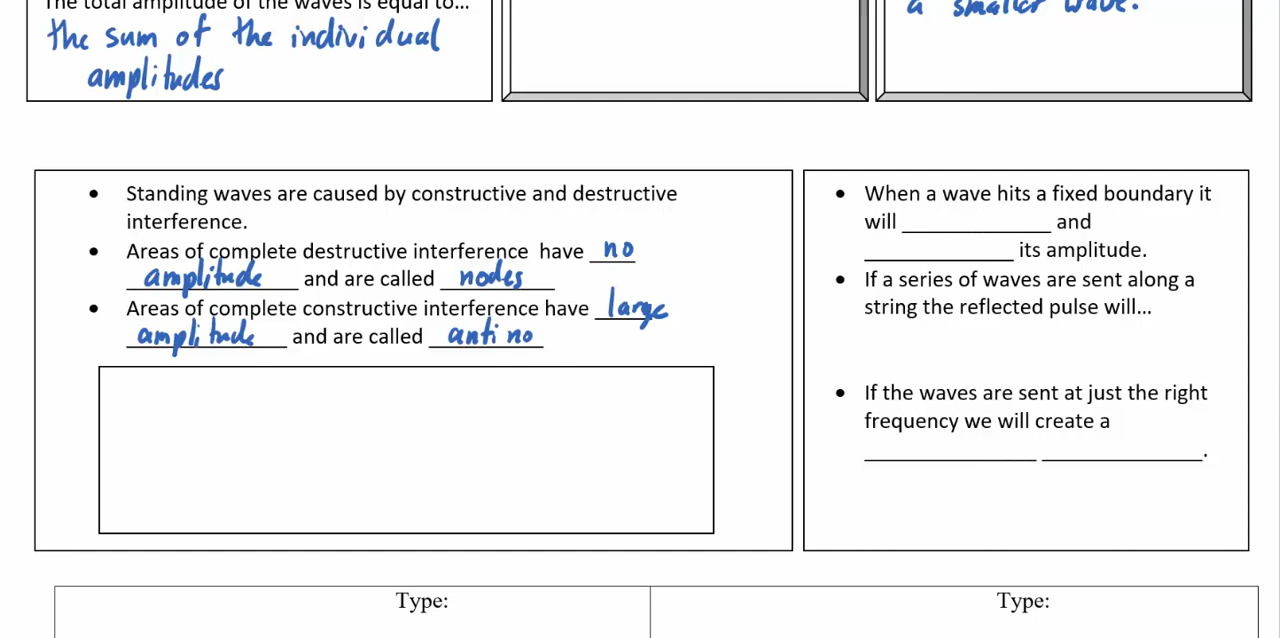 The total amplitude of the waves is equal to...
the sum of the individual
amplitudes
a smaller wave.
• Standing waves are caused by constructive and destructive
interference.
• Areas of complete destructive interference have no
amplitude and are called nodes
• Areas of complete constructive interference have large
amplitude and are called anti no
• When a wave hits a fixed boundary it
will ______________ and
______________ its amplitude.
• If a series of waves are sent along a
string the reflected pulse will...
• If the waves are sent at just the right
frequency we will create a
________________ _______________.
Type:
Type: